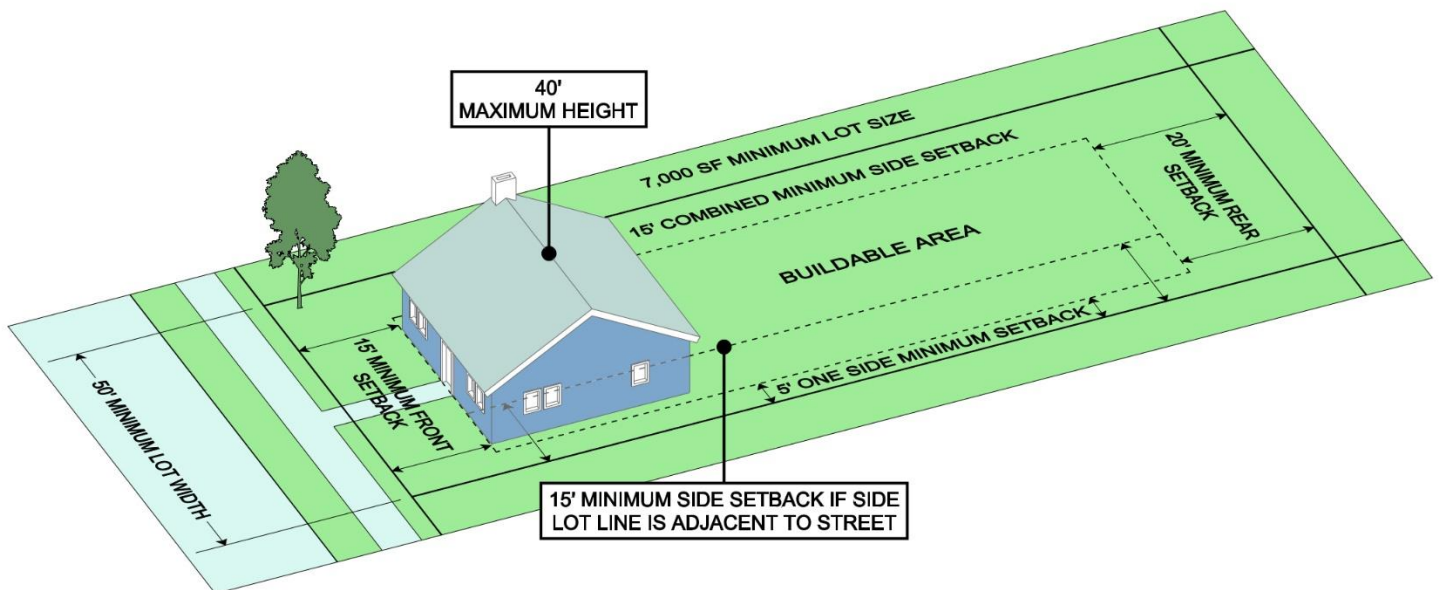 40'
MAXIMUM HEIGHT
7,000 SF MINIMUM LOT SIZE
15' COMBINED MINIMUM SIDE SETBACK
20' MINIMUM REAR
SETBACK
BUILDABLE AREA
15' MINIMUM FRONT
SETBACK
5' ONE SIDE MINIMUM SETBACK
50' MINIMUM LOT WIDTH
15' MINIMUM SIDE SETBACK IF SIDE
LOT LINE IS ADJACENT TO STREET